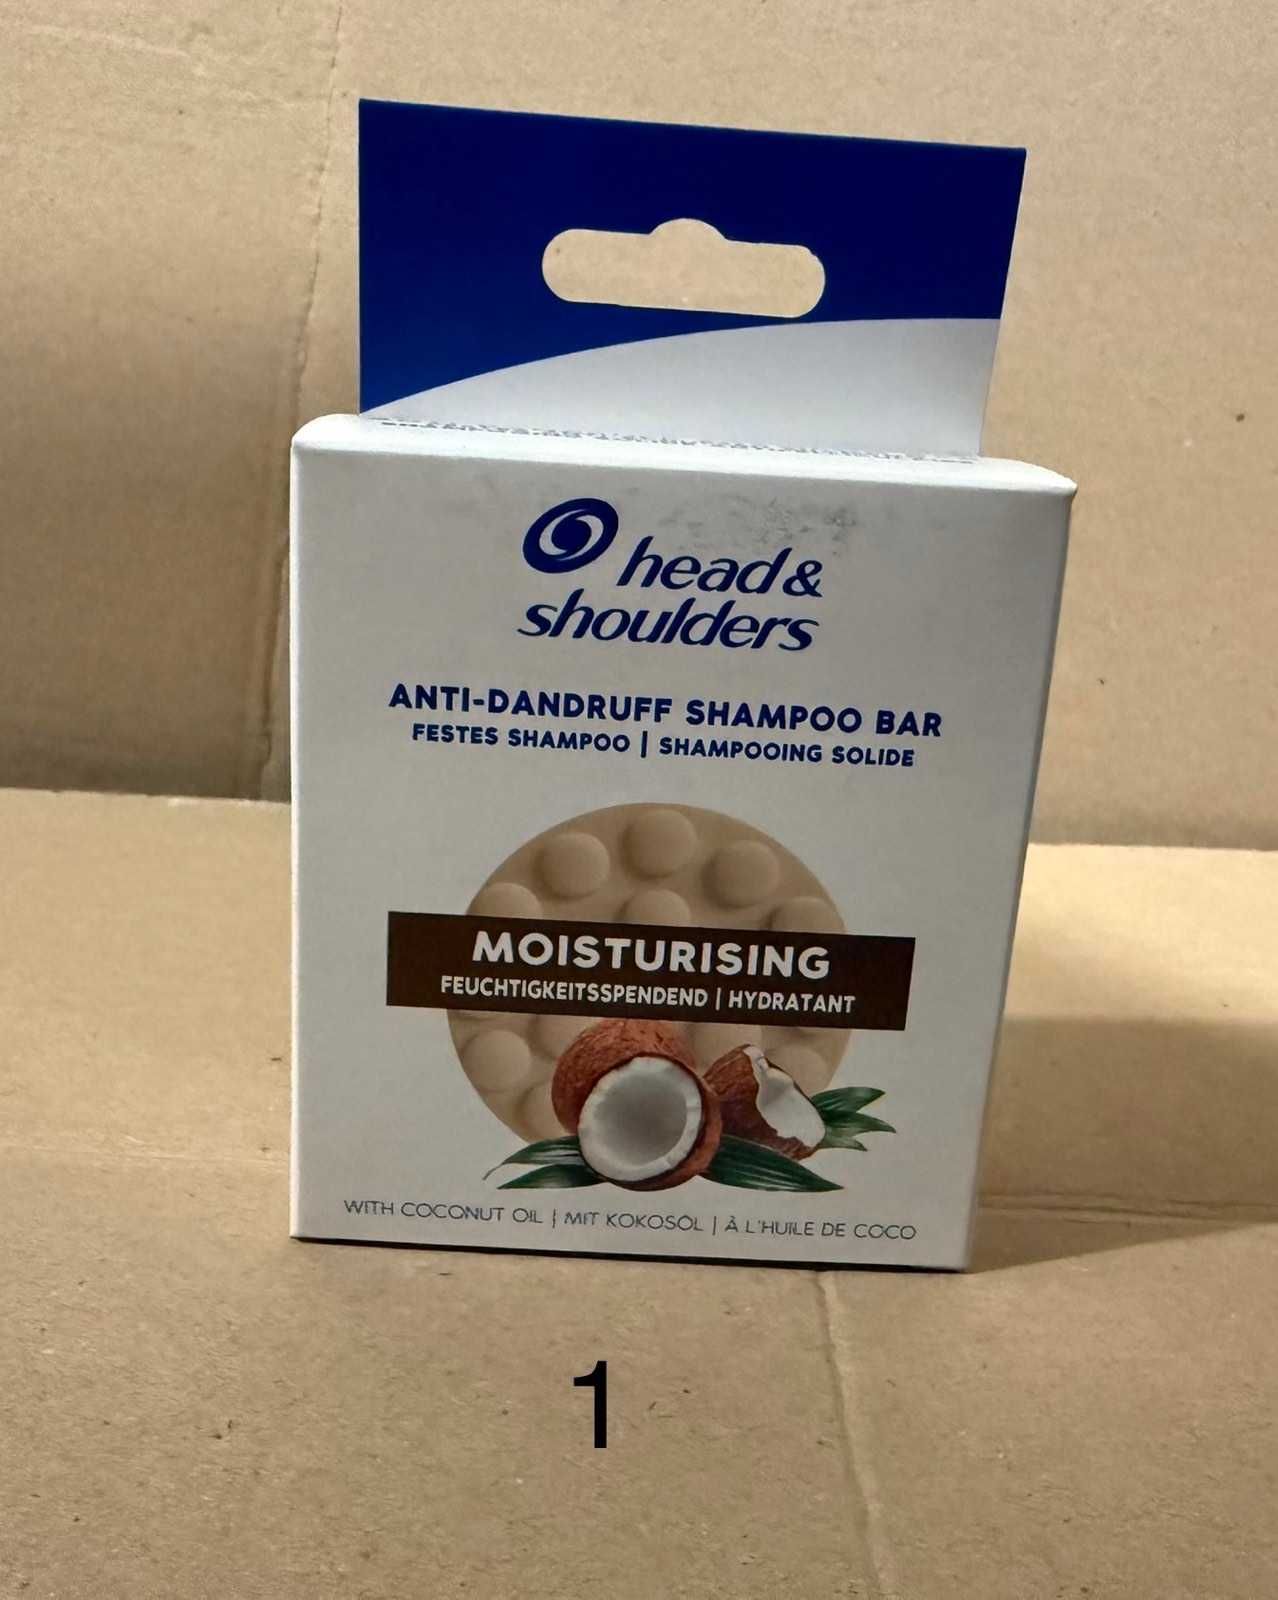 head &
shoulders
ANTI-DANDRUFF SHAMPOO BAR
FESTES SHAMPOO | SHAMPOOING SOLIDE
MOISTURISING
FEUCHTIGKEITSSPENDEND | HYDRATANT
WITH COCONUT OIL | MIT KOKOSÖL | À L'HUILE DE COCO
1